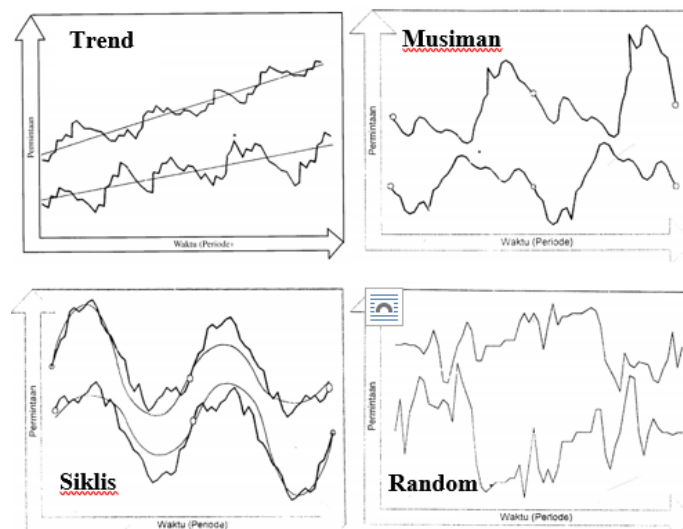 Trend
Permintaan
Waktu (Periode)
Musiman
Permintaan
Waktu (Periode)
Siklis
Permintaan
Waktu (Periode)
Random
Permintaan
Waktu (Periode)